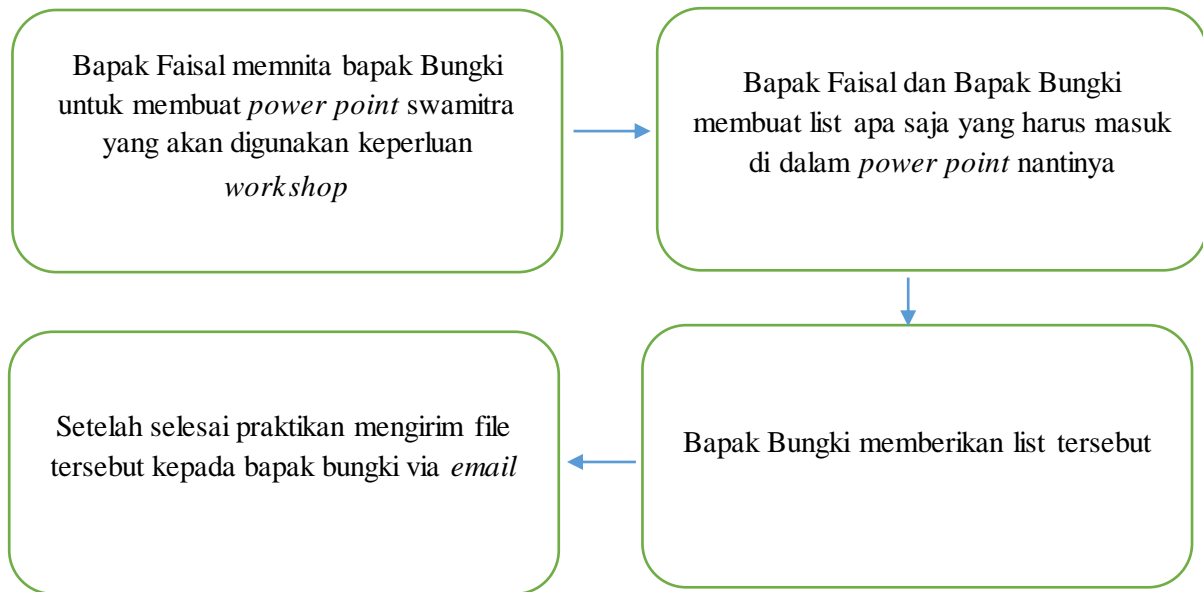 Bapak Faisal memnita bapak Bungki
untuk membuat power point swamitra
yang akan digunakan keperluan
workshop
Bapak Faisal dan Bapak Bungki
membuat list apa saja yang harus masuk
di dalam power point nantinya
Bapak Bungki memberikan list tersebut
Setelah selesai praktikan mengirim file
tersebut kepada bapak bungki via email